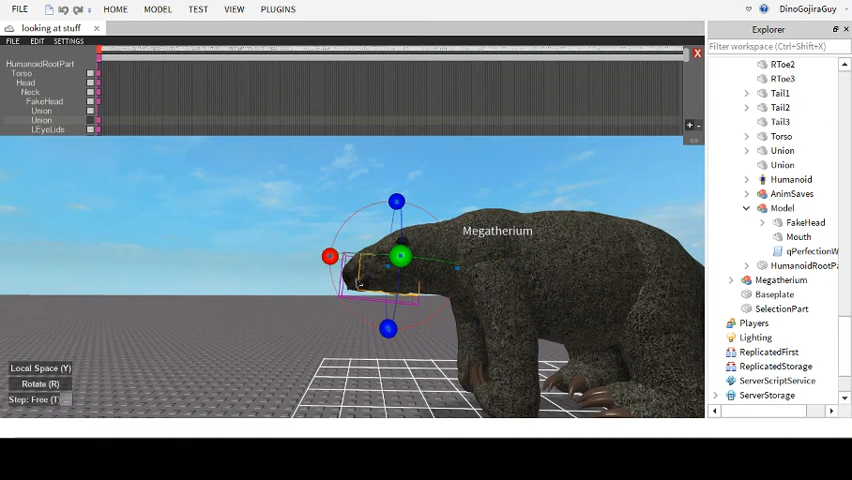 FILE HOME MODEL TEST VIEW PLUGINS DinoGojiraGuy
looking at stuff
FILE EDIT SETTINGS
X
HumanoidRootPart
Torso
Head
Neck
FakeHead
Union
Union
LEyeLids
Megatherium
Local Space (Y)
Rotate (R)
Step: Free (T)
Explorer
Filter workspace (Ctrl+Shift+X)
RToe2
RToe3
Tail1
Tail2
Tail3
Torso
Union
Union
Humanoid
AnimSaves
Model
FakeHead
Mouth
qPerfectionW
HumanoidRootPa
Megatherium
Baseplate
SelectionPart
Players
Lighting
ReplicatedFirst
ReplicatedStorage
ServerScriptService
ServerStorage